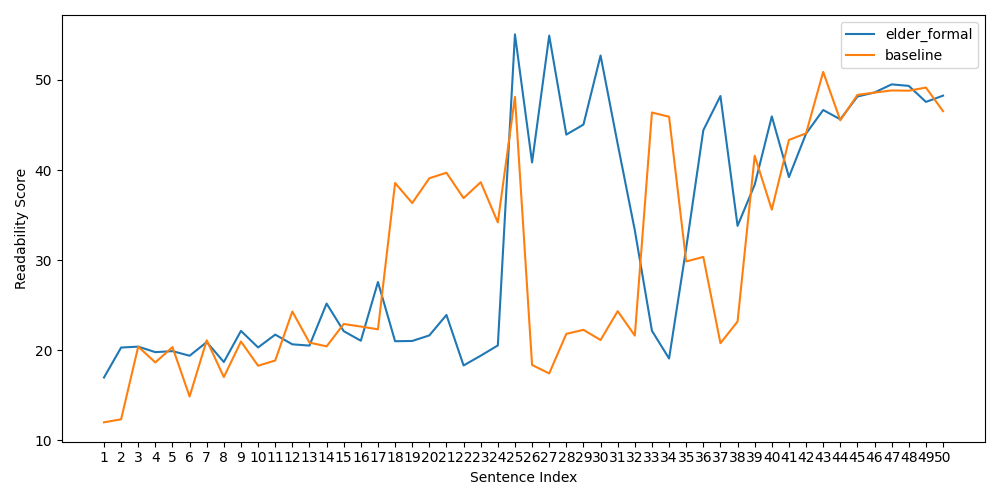 elder_formal
baseline
50
40
30
20
10
Readability Score
1 2 3 4 5 6 7 8 9 10 11 12 13 14 15 16 17 18 19 20 21 22 23 24 25 26 27 28 29 30 31 32 33 34 35 36 37 38 39 40 41 42 43 44 45 46 47 48 49 50
Sentence Index